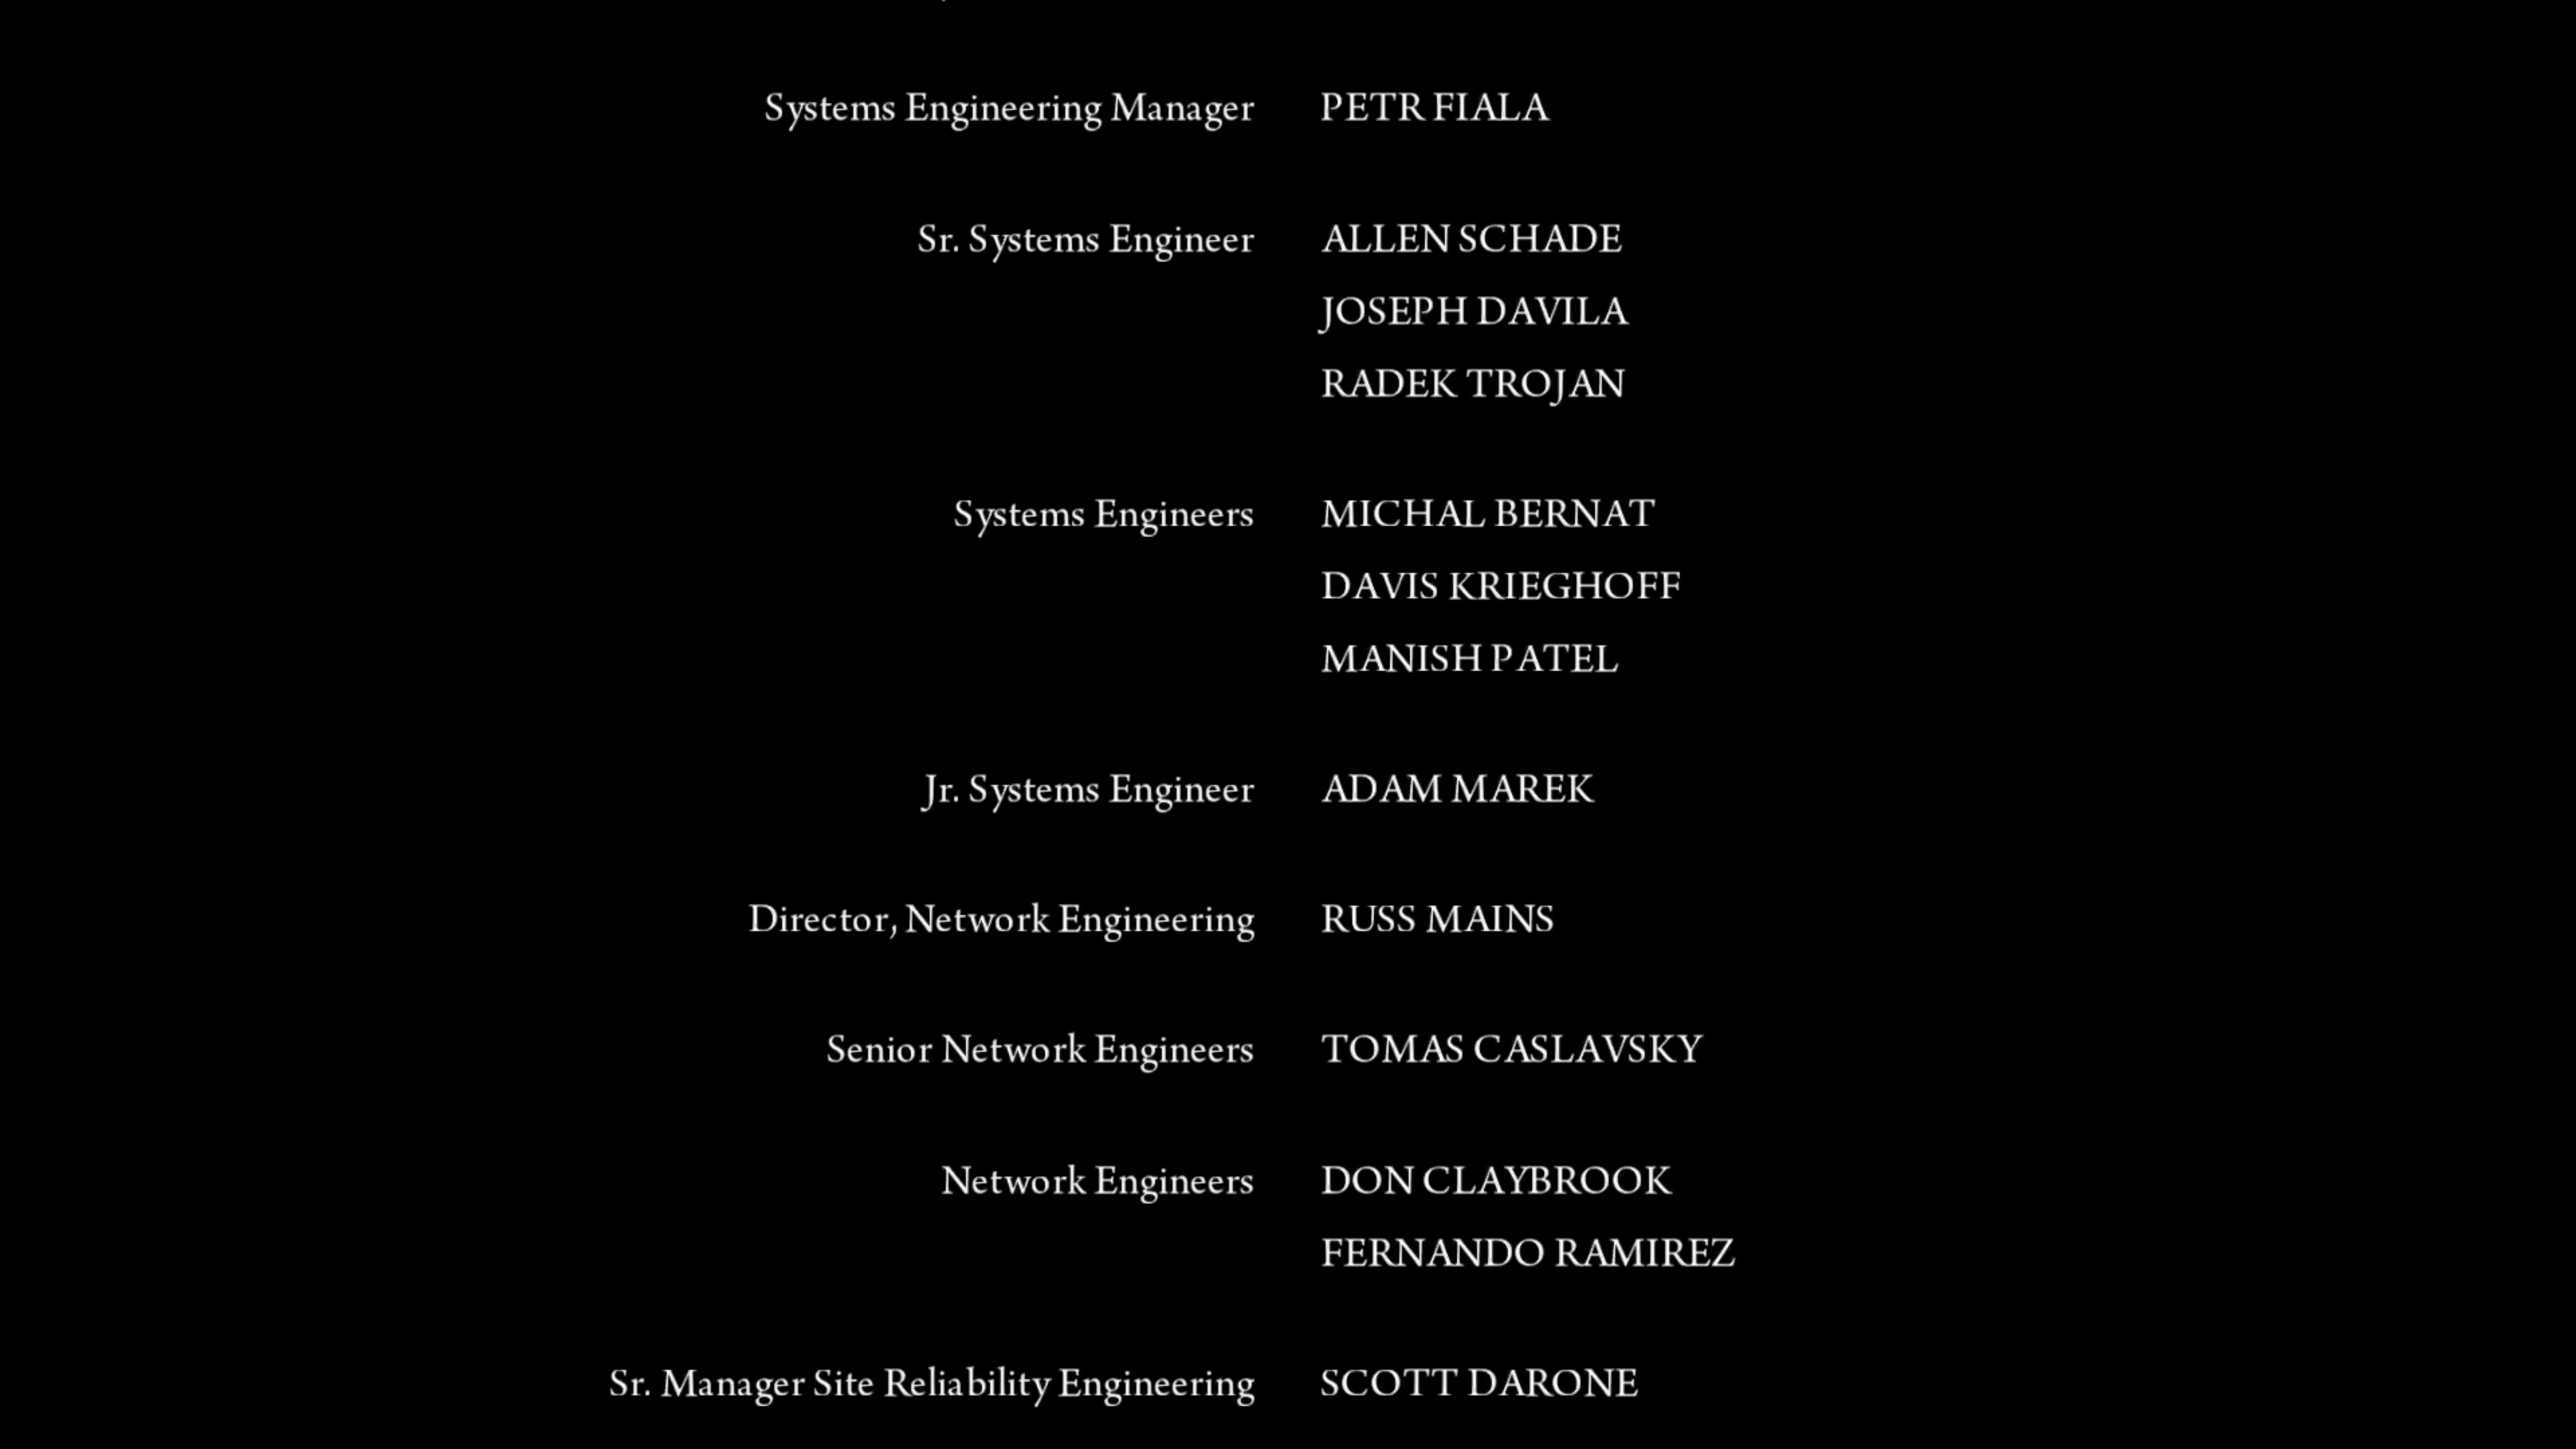 Systems Engineering Manager PETR FIALA
Sr. Systems Engineer ALLEN SCHADE
JOSEPH DAVILA
RADEK TROJAN
Systems Engineers MICHAL BERNAT
DAVIS KRIEGHOFF
MANISH PATEL
Jr. Systems Engineer ADAM MAREK
Director, Network Engineering RUSS MAINS
Senior Network Engineers TOMAS CASLAVSKY
Network Engineers DON CLAYBROOK
FERNANDO RAMIREZ
Sr. Manager Site Reliability Engineering SCOTT DARONE